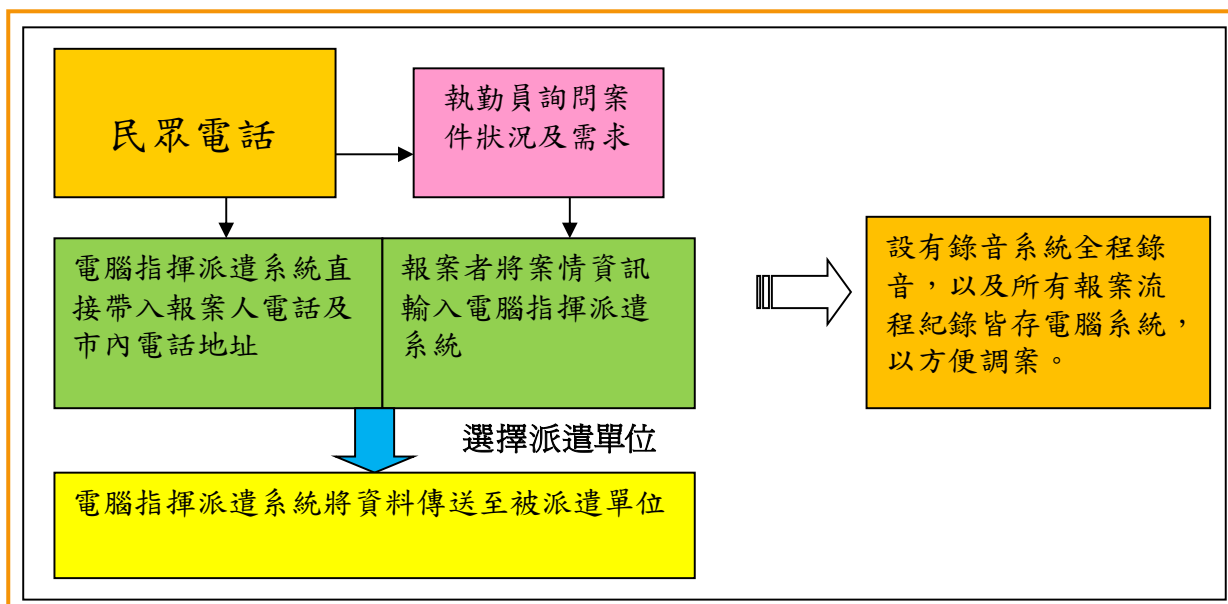 民眾電話
執勤員詢問案
件狀況及需求
電腦指揮派遣系統直
接帶入報案人電話及
市內電話地址
報案者將案情資訊
輸入電腦指揮派遣
系統
設有錄音系統全程錄
音，以及所有報案流
程紀錄皆存電腦系統，
以方便調案。
選擇派遣單位
電腦指揮派遣系統將資料傳送至被派遣單位